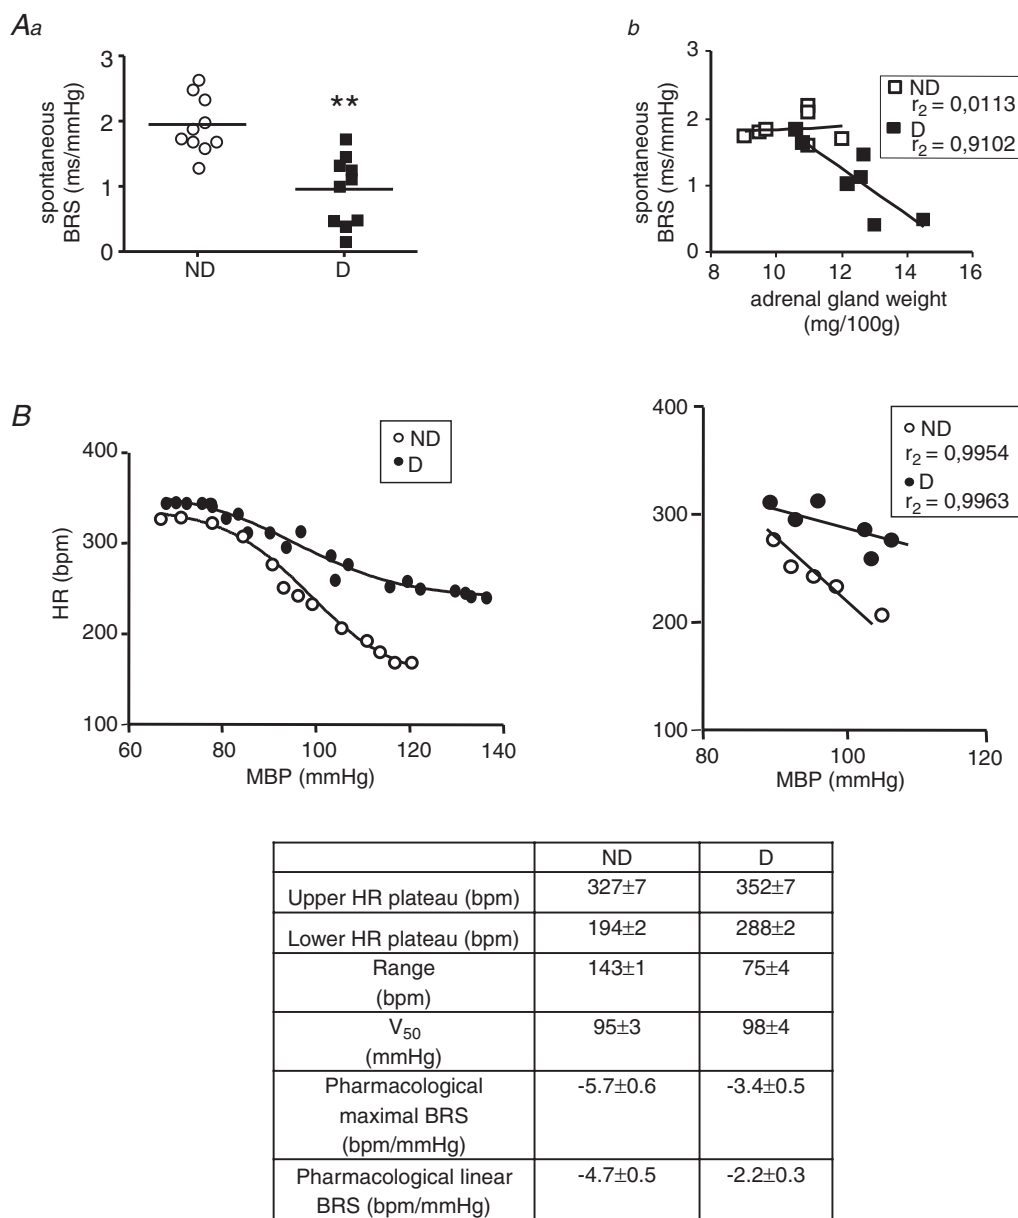 Aa
3
2
1
0
spontaneous
BRS (ms/mmHg)
**
ND
D
b
3
2
1
0
spontaneous
BRS (ms/mmHg)
ND
r2 = 0,0113
D
r2 = 0,9102
8
10
12
14
16
adrenal gland weight
(mg/100g)
B
400
300
200
100
HR (bpm)
ND
D
60
80
100
120
140
MBP (mmHg)
400
300
200
100
ND
r2 = 0,9954
D
r2 = 0,9963
80
100
120
MBP (mmHg)
ND D
Upper HR plateau (bpm) 327±7 352±7
Lower HR plateau (bpm) 194±2 288±2
Range 143±1 75±4
(bpm)
V50 95±3 98±4
(mmHg)
Pharmacological -5.7±0.6 -3.4±0.5
maximal BRS
(bpm/mmHg)
Pharmacological linear -4.7±0.5 -2.2±0.3
BRS (bpm/mmHg)